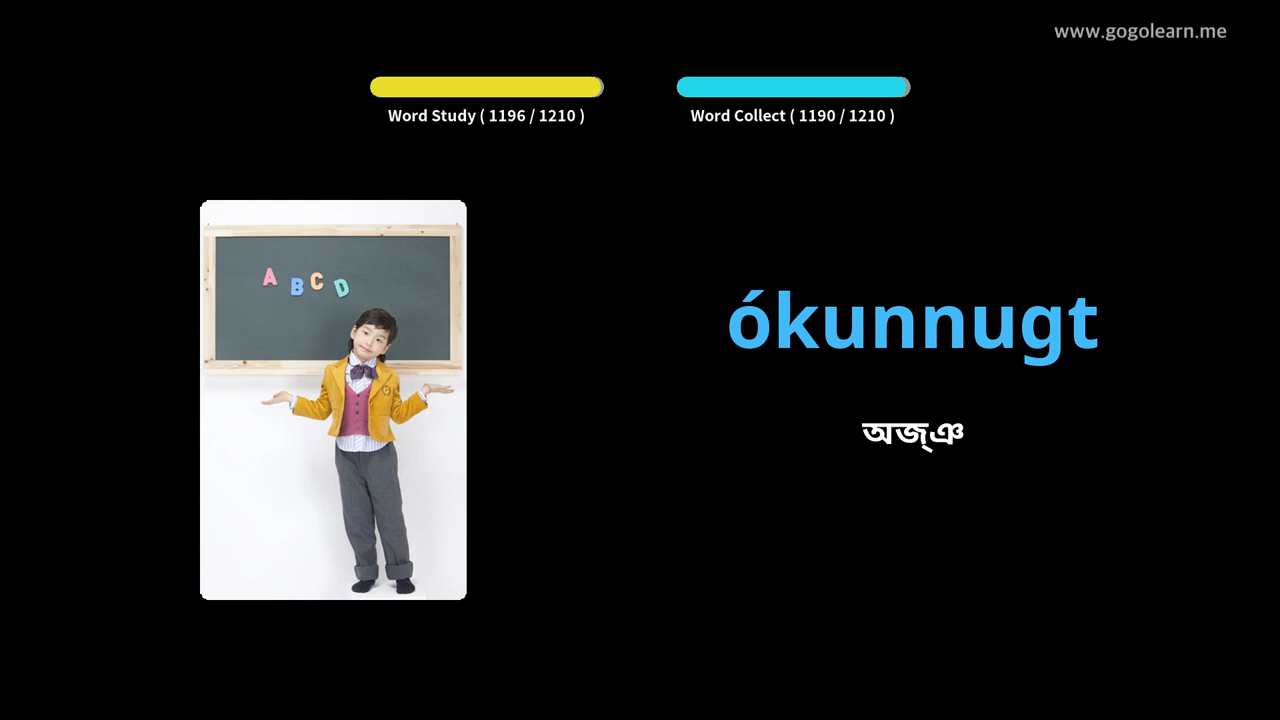 www.gogolearn.me
Word Study ( 1196 / 1210 )
Word Collect ( 1190 / 1210 )
A B C D
ókunnugt
অজ্ঞ